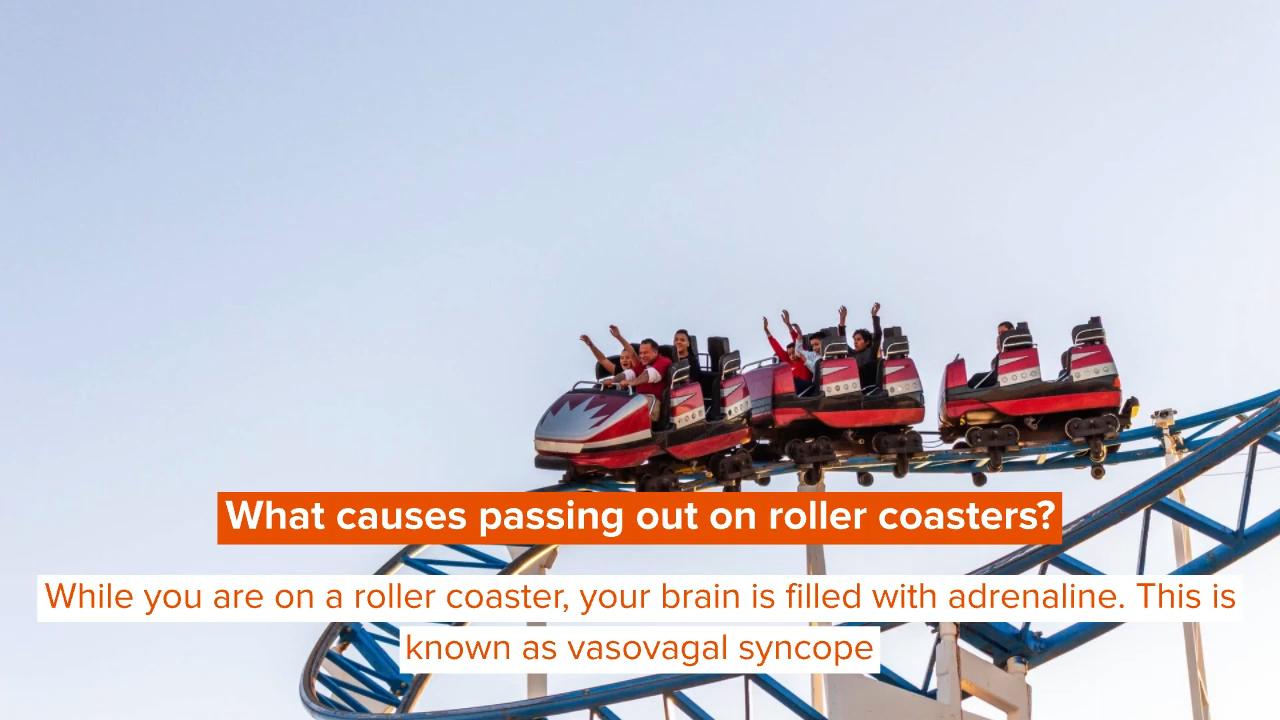 What causes passing out on roller coasters?
While you are on a roller coaster, your brain is filled with adrenaline. This is
known as vasovagal syncope